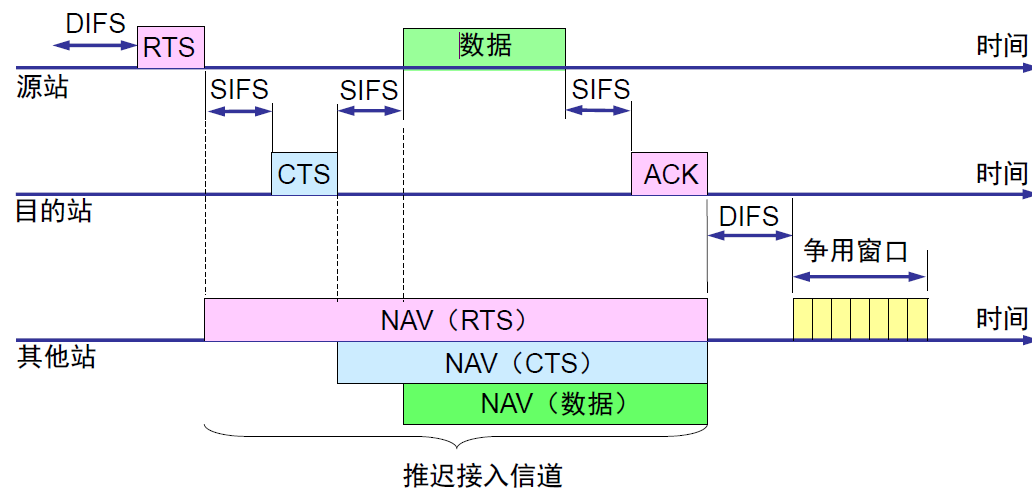 DIFS
RTS
数据
时间
源站
SIFS
SIFS
SIFS
CTS
ACK
时间
目的站
DIFS
争用窗口
NAV（RTS）
时间
其他站
NAV（CTS）
NAV（数据）
推迟接入信道